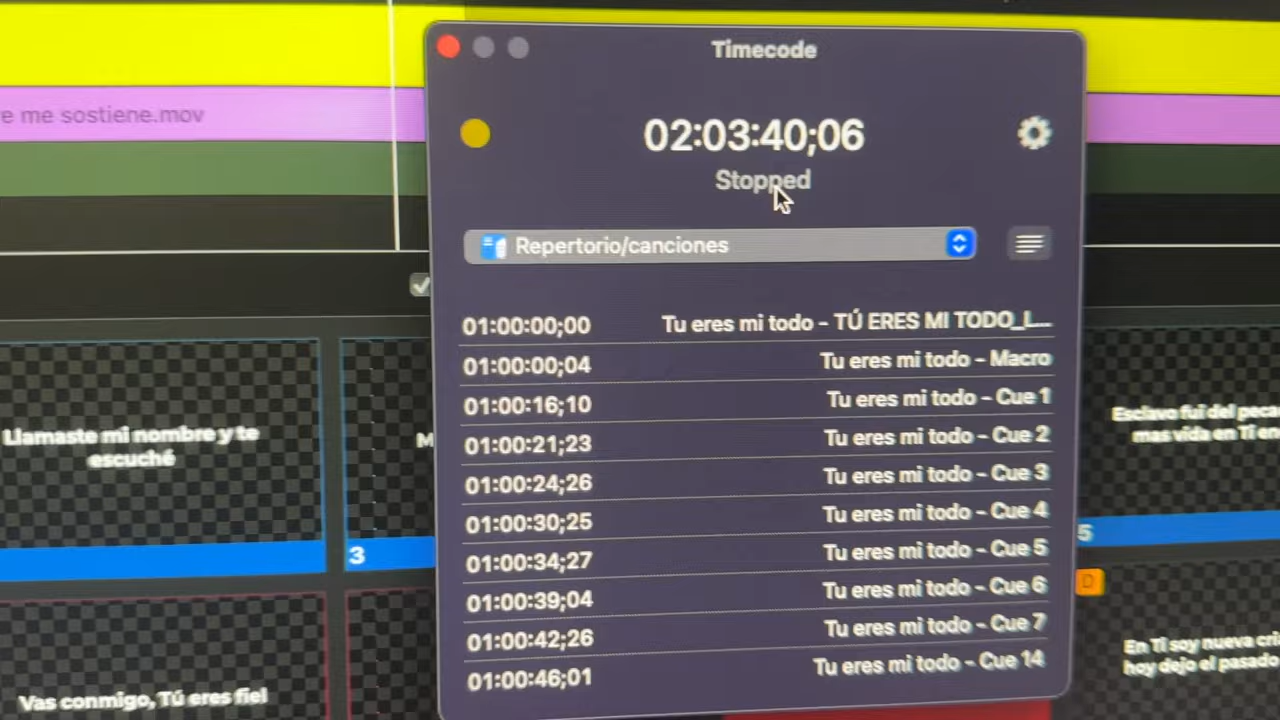 Timecode
e me sostiene.mov
02:03:40;06
Stopped
Repertorio/canciones
01:00:00;00 Tu eres mi todo - TÚ ERES MI TODO_L...
01:00:00;04 Tu eres mi todo - Macro
01:00:16;10 Tu eres mi todo - Cue 1
01:00:21;23 Tu eres mi todo - Cue 2
01:00:24;26 Tu eres mi todo - Cue 3
01:00:30;25 Tu eres mi todo - Cue 4
01:00:34;27 Tu eres mi todo - Cue 5
01:00:39;04 Tu eres mi todo - Cue 6
01:00:42;26 Tu eres mi todo - Cue 7
01:00:46;01 Tu eres mi todo - Cue 14
Llamaste mi nombre y te
escuché
M
3
Esclavo fui del peca
mas vida en Ti en
5
D
Vas conmigo, Tú eres fiel
En Ti soy nueva cri
hoy dejo el pasado